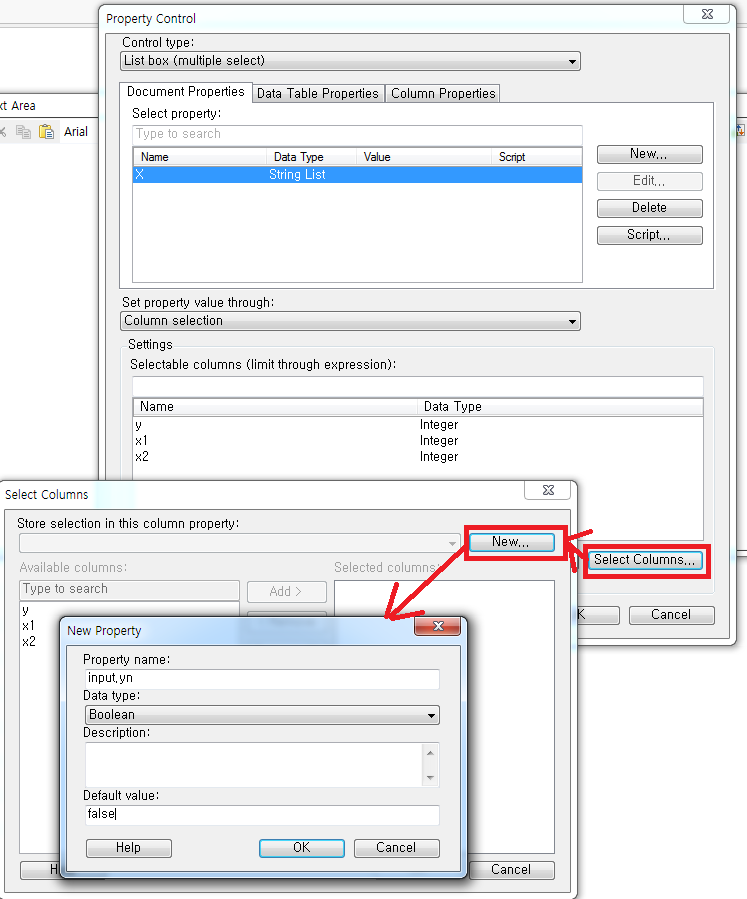 Property Control
Control type:
List box (multiple select)
Document Properties
Data Table Properties
Column Properties
xt Area
Arial
Select property:
Type to search
Name Data Type Value Script
X String List
New...
Edit...
Delete
Script...
Set property value through:
Column selection
Settings
Selectable columns (limit through expression):
Name Data Type
y Integer
x1 Integer
x2 Integer
Select Columns...
K
Cancel
Select Columns
Store selection in this column property:
New...
Available columns:
Selected columns:
Type to search
Add >
y
x1
x2
New Property
Property name:
input,yn
Data type:
Boolean
Description:
Default value:
false
Help
OK
Cancel
H
Cancel